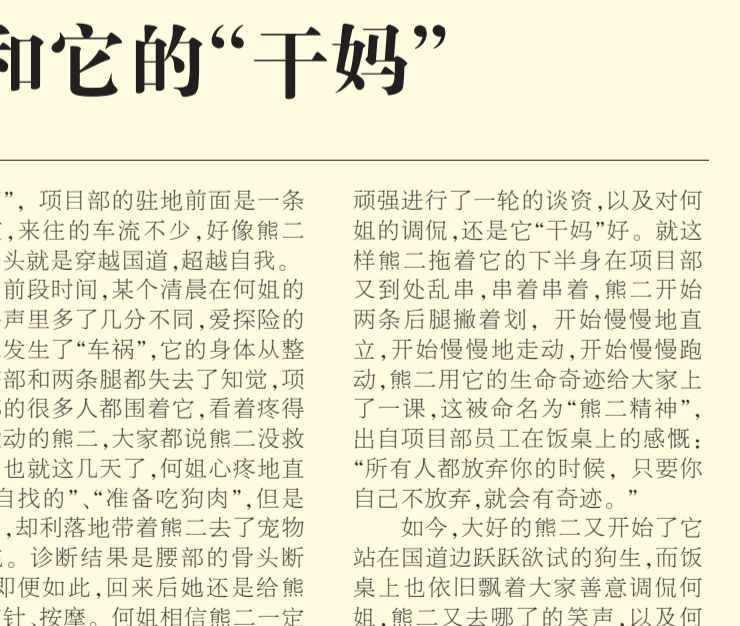 和它的“干妈”
”，项目部的驻地前面是一条
,来往的车流不少,好像熊二
头就是穿越国道,超越自我。
前段时间,某个清晨在何姐的
声里多了几分不同,爱探险的
发生了“车祸”,它的身体从整
部和两条腿都失去了知觉,项
的很多人都围着它,看着疼得
动的熊二,大家都说熊二没救
也就这几天了,何姐心疼地直
自找的”、“准备吃狗肉”,但是
,却利落地带着熊二去了宠物
。诊断结果是腰部的骨头断
即便如此,回来后她还是给熊
针、按摩。何姐相信熊二一定
顽强进行了一轮的谈资,以及对何
姐的调侃,还是它“干妈”好。就这
样熊二拖着它的下半身在项目部
又到处乱串,串着串着,熊二开始
两条后腿撇着划，开始慢慢地直
立,开始慢慢地走动,开始慢慢跑
动,熊二用它的生命奇迹给大家上
了一课,这被命名为“熊二精神”,
出自项目部员工在饭桌上的感慨:
“所有人都放弃你的时候，只要你
自己不放弃,就会有奇迹。”
如今,大好的熊二又开始了它
站在国道边跃跃欲试的狗生,而饭
桌上也依旧飘着大家善意调侃何
姐,熊二又去哪了的笑声,以及何